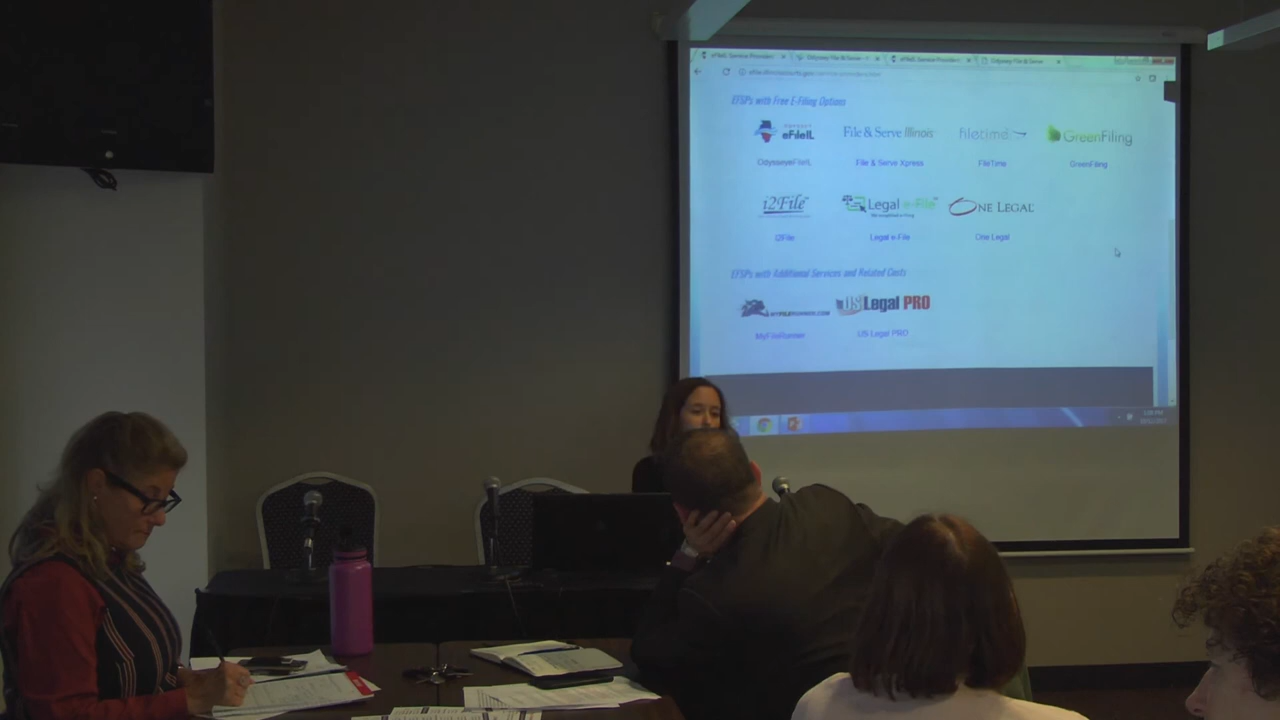 EFSPs with Free E-Filing Options
eFileIL
File & Serve Illinois
filetime
GreenFiling
OdysseyeFileIL
File & Serve Xpress
FileTime
GreenFiling
i2File
Legal e-File
ONE LEGAL
i2File
Legal e-File
One Legal
EFSPs with Additional Services and Related Costs
MYFILERUNNER.COM
US Legal PRO
MyFileRunner
US Legal PRO